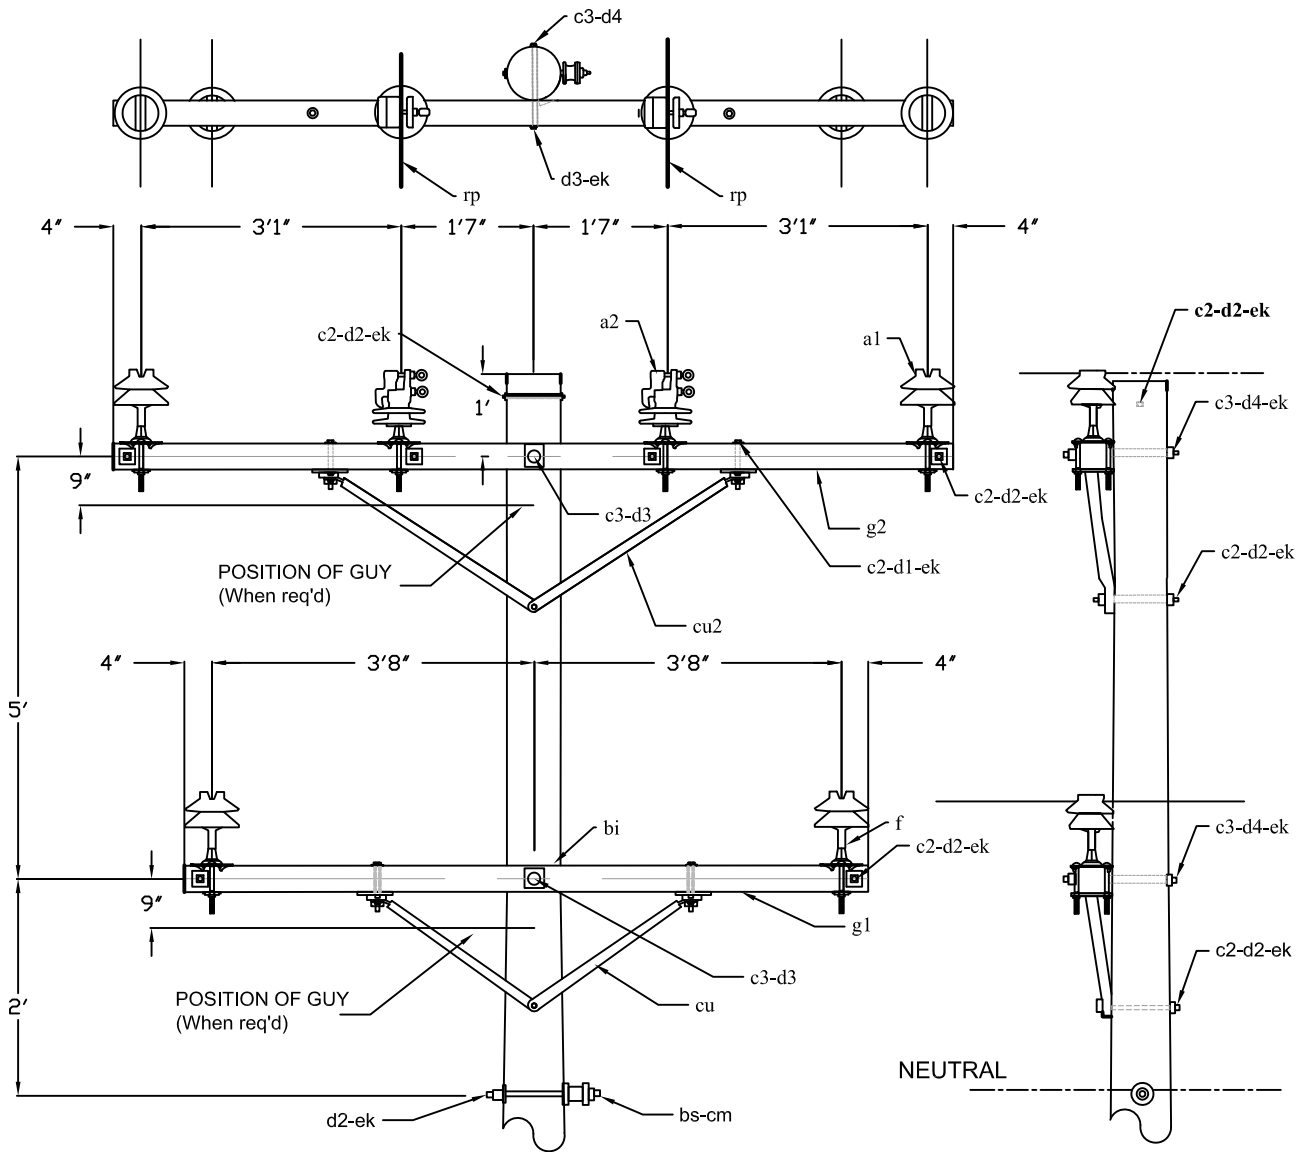 c3-d4
d3-ek
rp
rp
4" 3'1" 1'7" 1'7" 3'1" 4"
c2-d2-ek
a2
a1
c2-d2-ek
1'
c3-d4-ek
9"
c3-d3
g2
c2-d2-ek
c2-d1-ek
c2-d2-ek
POSITION OF GUY
(When req'd)
cu2
4" 3'8" 3'8" 4"
5'
bi
f
c2-d2-ek
c3-d4-ek
9"
g1
c3-d3
cu
c2-d2-ek
POSITION OF GUY
(When req'd)
2'
NEUTRAL
d2-ek
bs-cm